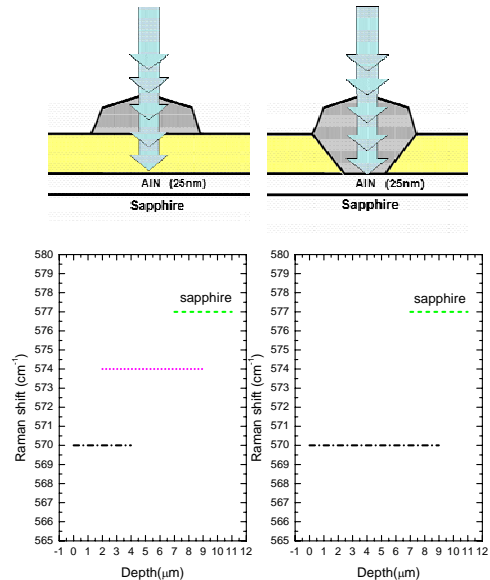 AlN (25nm)
Sapphire
AlN (25nm)
Sapphire
580
579
578
577
576
575
574
573
572
571
570
569
568
567
566
565
Raman shift (cm-1)
sapphire
-1 0 1 2 3 4 5 6 7 8 9 10 11 12
Depth(μm)
580
579
578
577
576
575
574
573
572
571
570
569
568
567
566
565
Raman shift (cm-1)
sapphire
-1 0 1 2 3 4 5 6 7 8 9 10 11 12
Depth(μm)